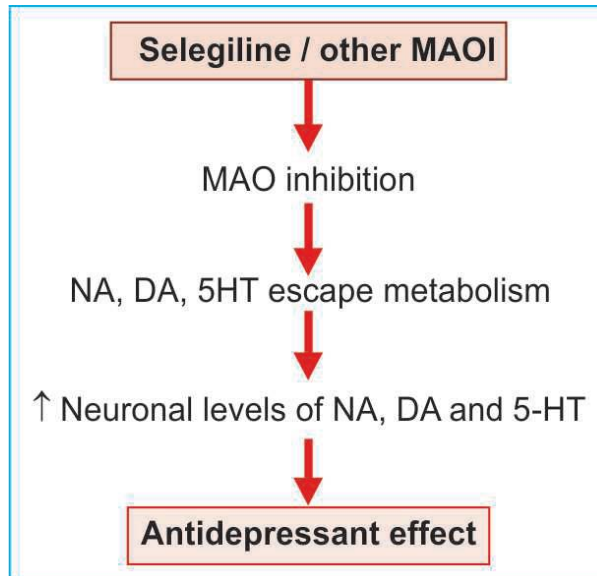 Selegiline / other MAOI
MAO inhibition
NA, DA, 5HT escape metabolism
↑ Neuronal levels of NA, DA and 5-HT
Antidepressant effect